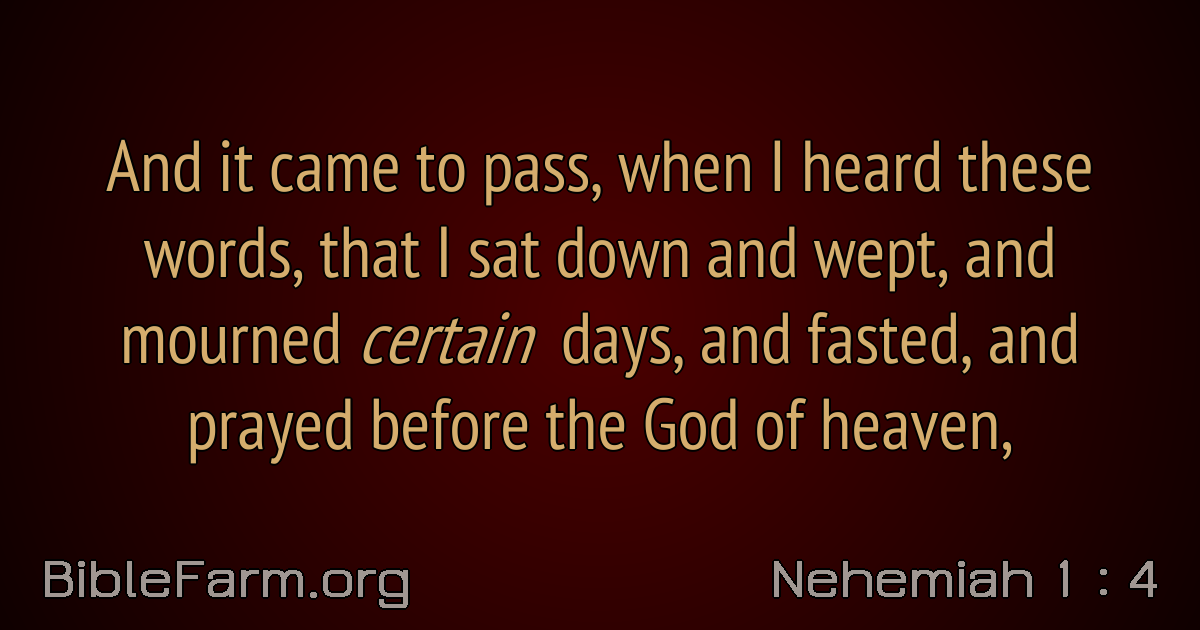 And it came to pass, when I heard these
words, that I sat down and wept, and
mourned certain days, and fasted, and
prayed before the God of heaven,
BibleFarm.org
Nehemiah 1 : 4